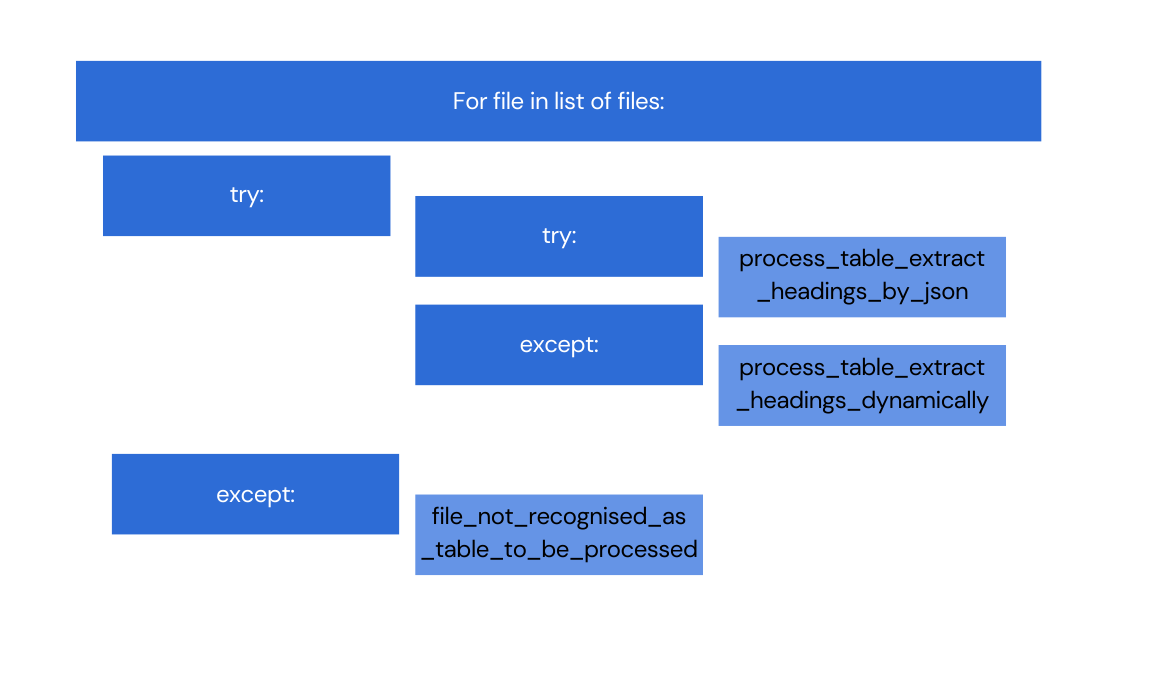 For file in list of files:
try:
try:
process_table_extract
_headings_by_json
except:
process_table_extract
_headings_dynamically
except:
file_not_recognised_as
_table_to_be_processed